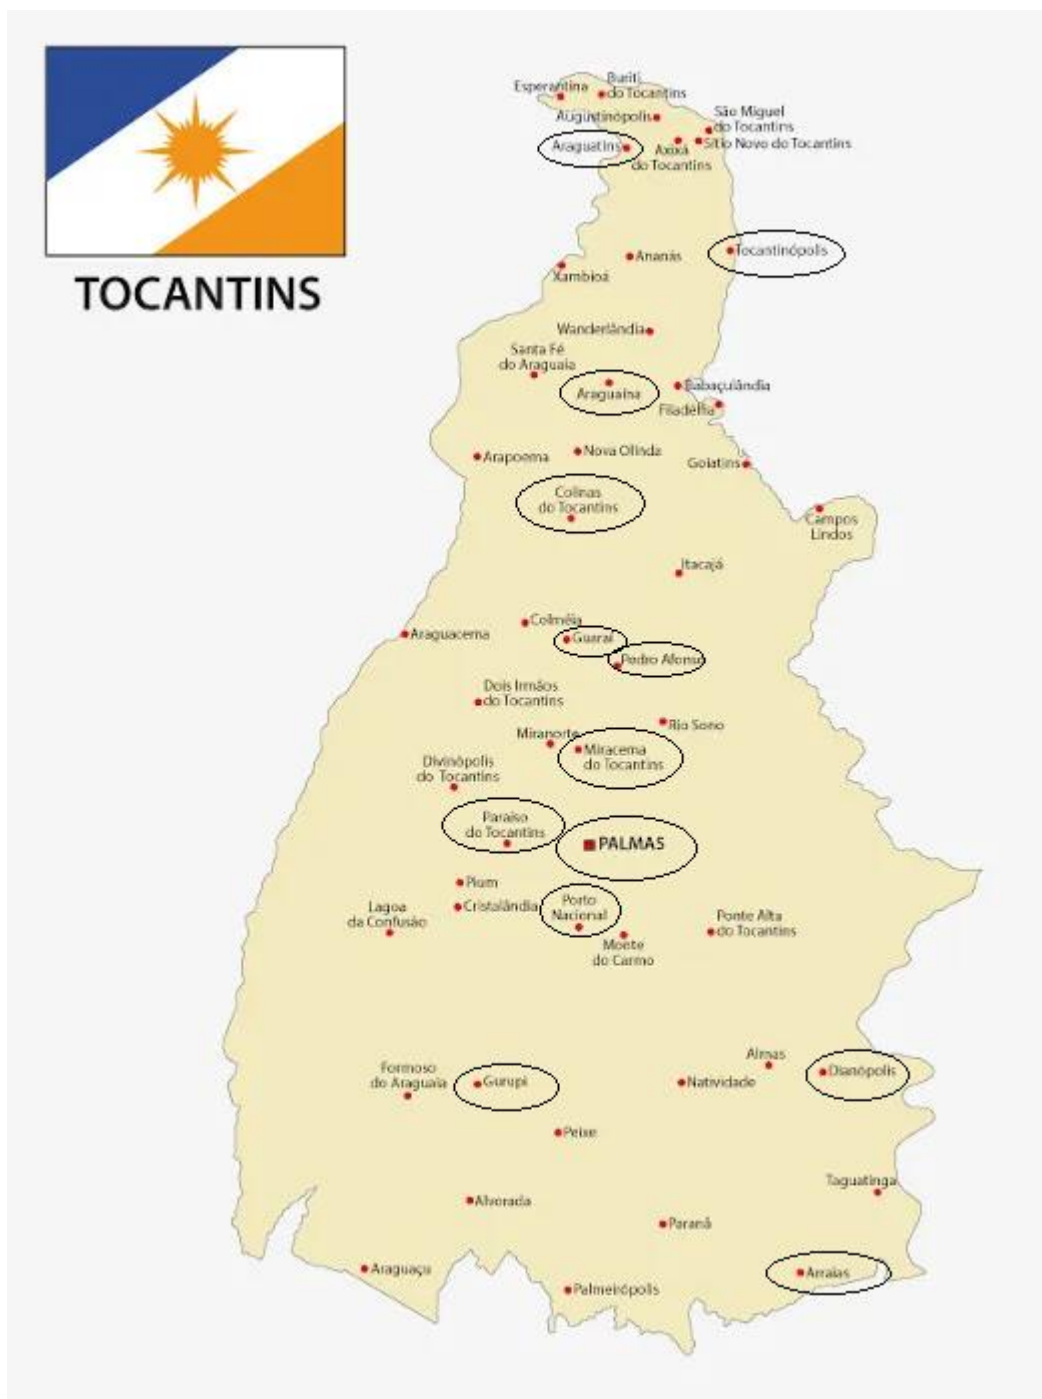 TOCANTINS
Esperantina
Buriti
do Tocantins
Augustinópolis
São Miguel
do Tocantins
Araguatins
Axixá
do Tocantins
Sítio Novo do Tocantins
Tocantinópolis
Ananás
Xambioá
Wanderlândia
Santa Fé
do Araguaia
Araguaína
Babaçulândia
Filadélfia
Arapoema
Nova Olinda
Goiatins
Colinas
do Tocantins
Campos
Lindos
Itacajá
Colméia
Araguacema
Guaraí
Pedro Afonso
Dois Irmãos
do Tocantins
Rio Sono
Miranorte
Miracema
do Tocantins
Divinópolis
do Tocantins
Paraíso
do Tocantins
PALMAS
Pium
Lagoa
da Confusão
Cristalândia
Porto
Nacional
Monte
do Carmo
Ponte Alta
do Tocantins
Almas
Formoso
do Araguaia
Gurupi
Natividade
Dianópolis
Peixe
Taguatinga
Alvorada
Paranã
Araguaçu
Arraias
Palmeirópolis